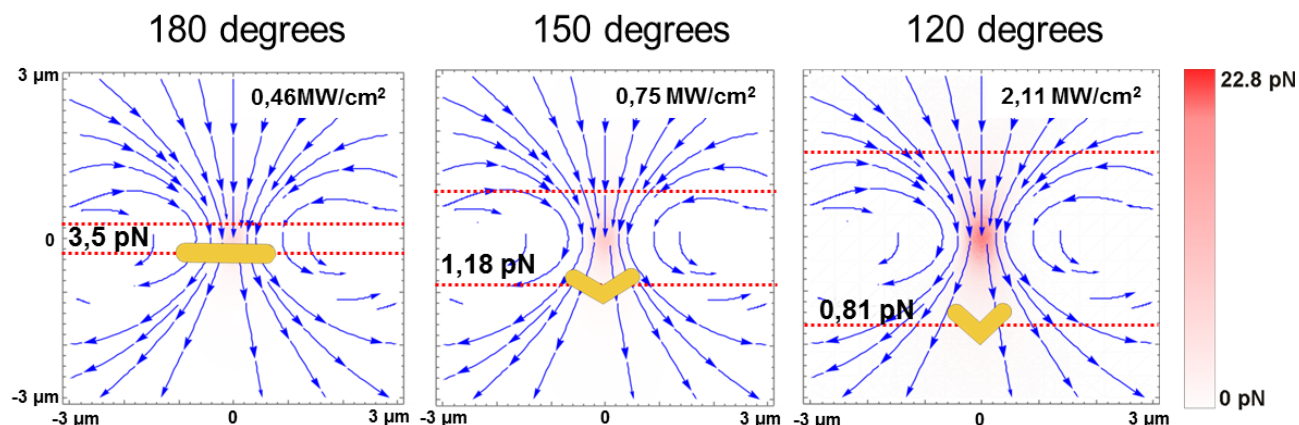 180 degrees
150 degrees
120 degrees
3 µm
0
-3 µm
0,46MW/cm²
3,5 pN
-3 µm 0 3 µm
0,75 MW/cm²
1,18 pN
-3 µm 0 3 µm
2,11 MW/cm²
0,81 pN
-3 µm 0 3 µm
22.8 pN
0 pN